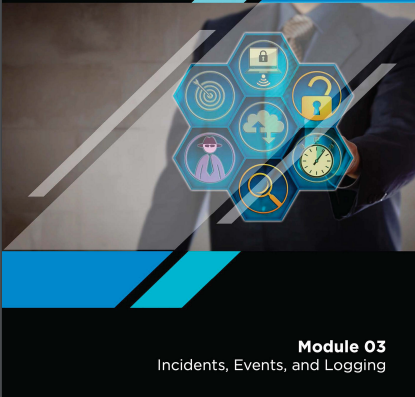 Module 03
Incidents, Events, and Logging